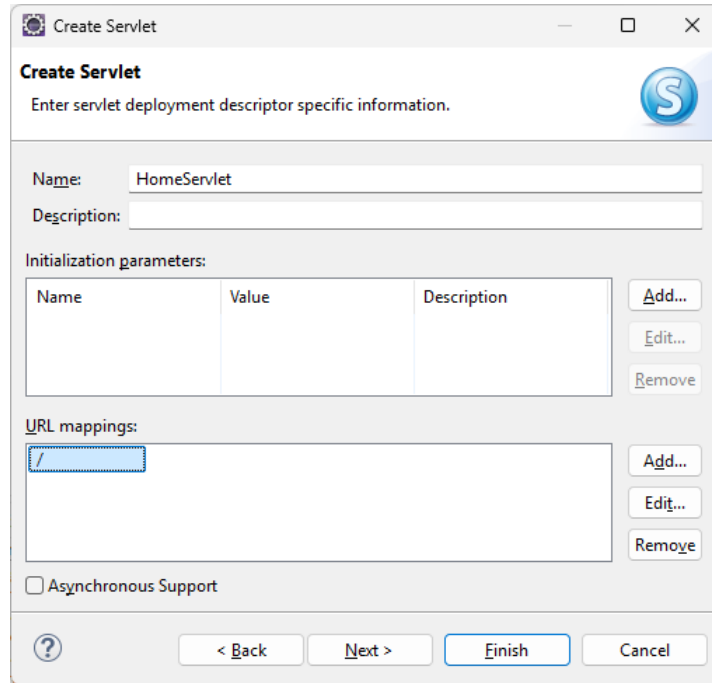 Create Servlet
Create Servlet
Enter servlet deployment descriptor specific information.
S
Name: HomeServlet
Description:
Initialization parameters:
Name Value Description
Add...
Edit...
Remove
URL mappings:
/
Add...
Edit...
Remove
Asynchronous Support
? < Back Next > Finish Cancel